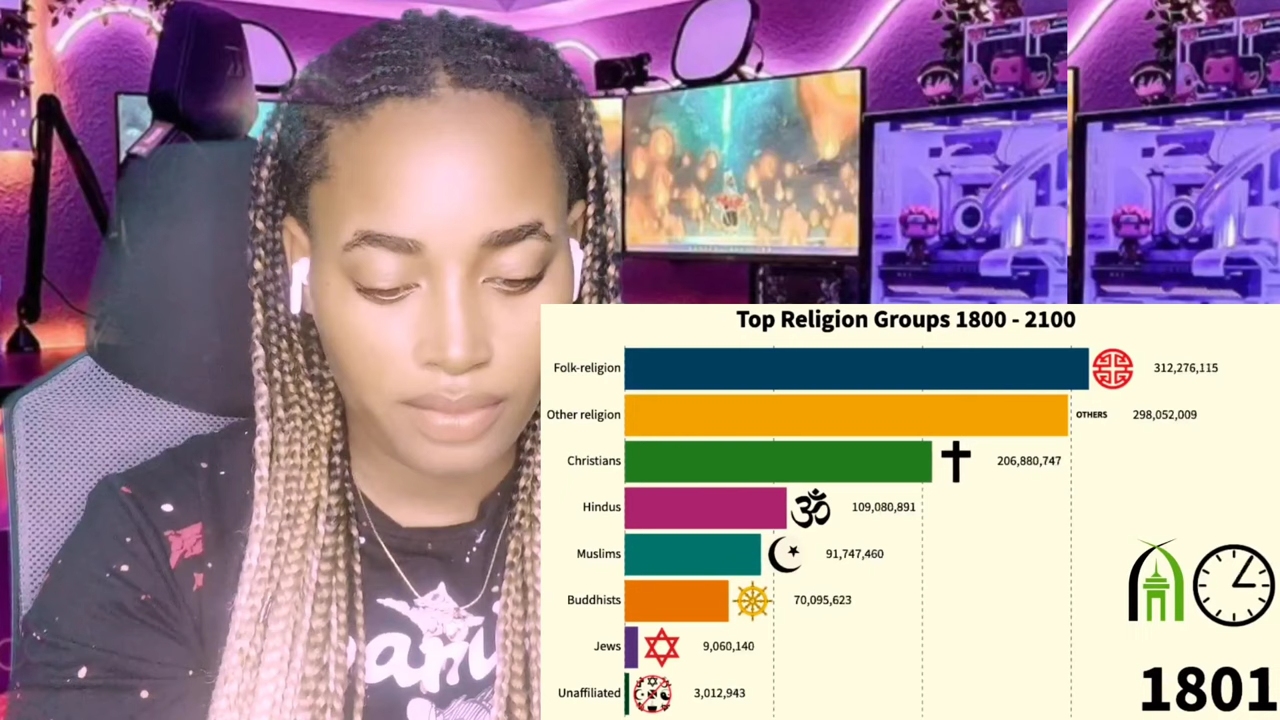 Top Religion Groups 1800 - 2100
Folk-religion 312,276,115
Other religion OTHERS 298,052,009
Christians 206,880,747
Hindus 109,080,891
Muslims 91,747,460
Buddhists 70,095,623
Jews 9,060,140
Unaffiliated 3,012,943
1801